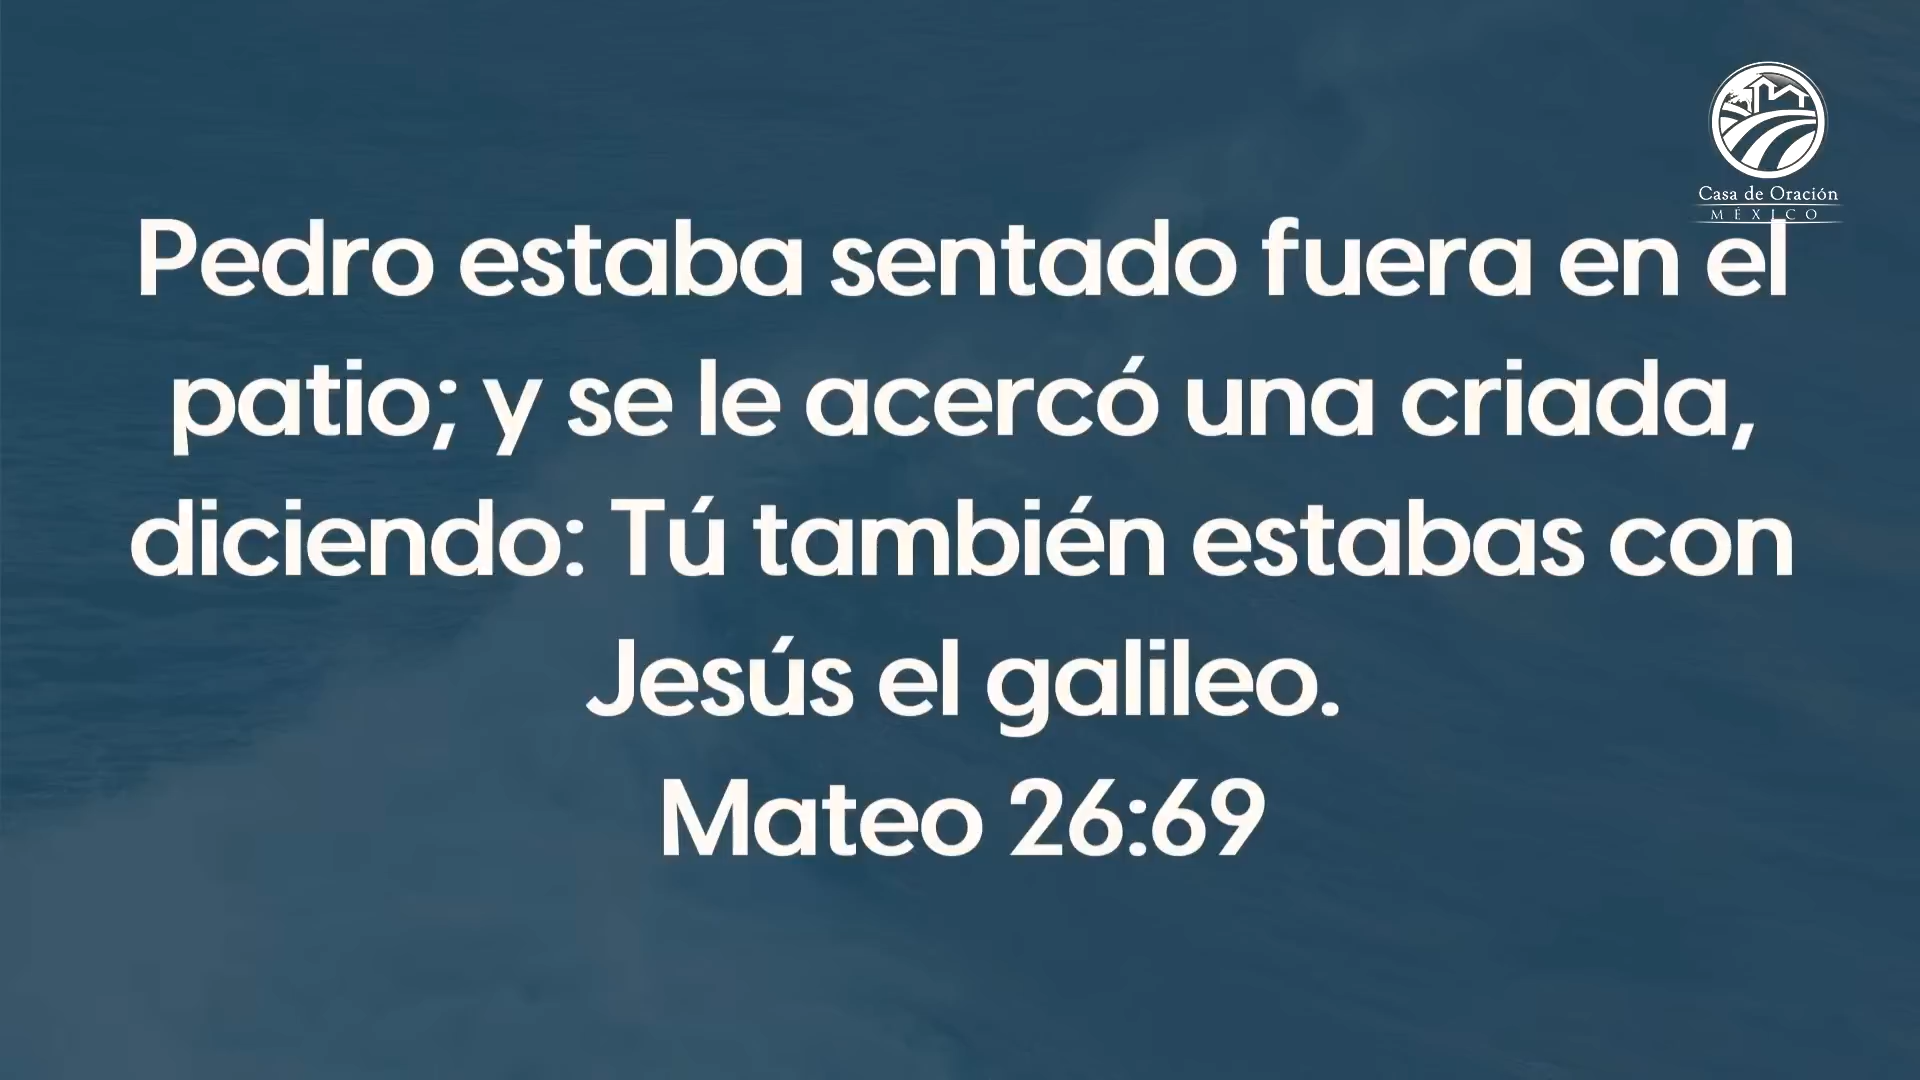 Casa de Oración
MÉXICO
Pedro estaba sentado fuera en el
patio; y se le acercó una criada,
diciendo: Tú también estabas con
Jesús el galileo.
Mateo 26:69